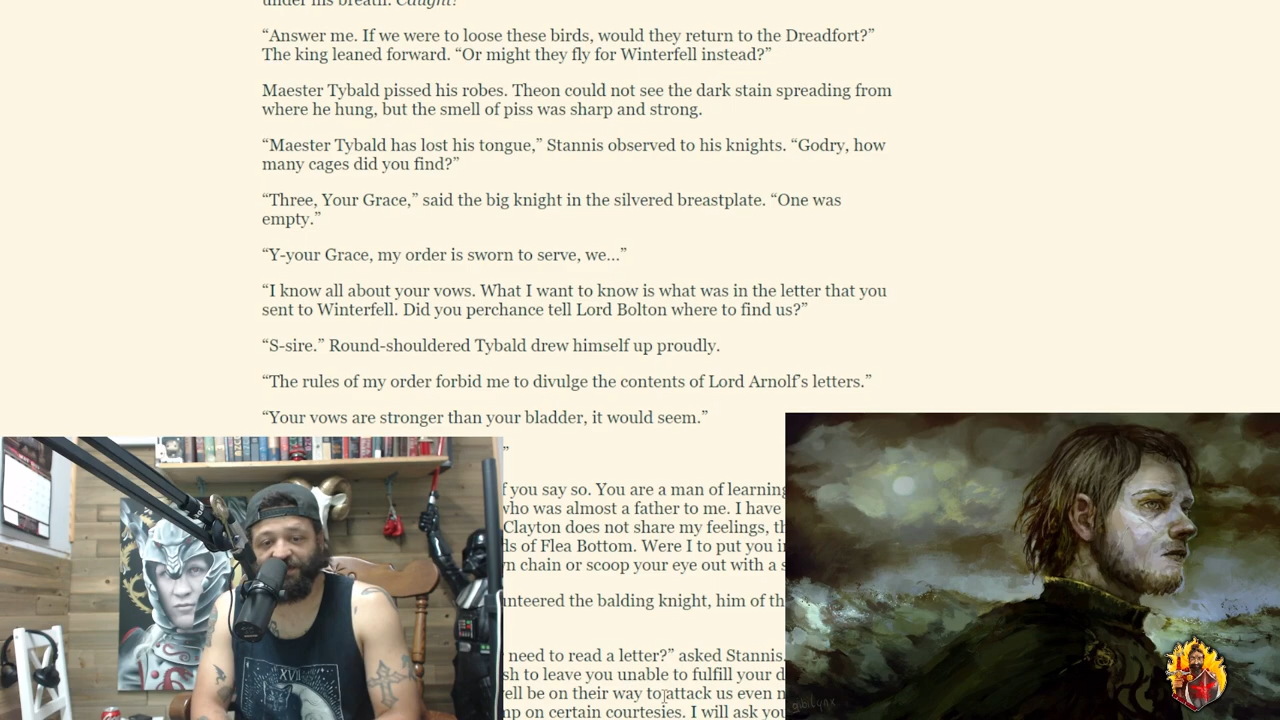 under his breath. Caught!
“Answer me. If we were to loose these birds, would they return to the Dreadfort?”
The king leaned forward. “Or might they fly for Winterfell instead?”
Maester Tybald pissed his robes. Theon could not see the dark stain spreading from
where he hung, but the smell of piss was sharp and strong.
“Maester Tybald has lost his tongue,” Stannis observed to his knights. “Godry, how
many cages did you find?”
“Three, Your Grace,” said the big knight in the silvered breastplate. “One was
empty.”
“Y-your Grace, my order is sworn to serve, we...”
“I know all about your vows. What I want to know is what was in the letter that you
sent to Winterfell. Did you perchance tell Lord Bolton where to find us?”
“S-sire.” Round-shouldered Tybald drew himself up proudly.
“The rules of my order forbid me to divulge the contents of Lord Arnolf’s letters.”
“Your vows are stronger than your bladder, it would seem.”
”
f you say so. You are a man of learning
who was almost a father to me. I have
Clayton does not share my feelings, th
ls of Flea Bottom. Were I to put you i
n chain or scoop your eye out with a s
unteered the balding knight, him of th
need to read a letter?” asked Stannis.
sh to leave you unable to fulfill your d
ell be on their way to attack us even n
mp on certain courtesies. I will ask you
XVII